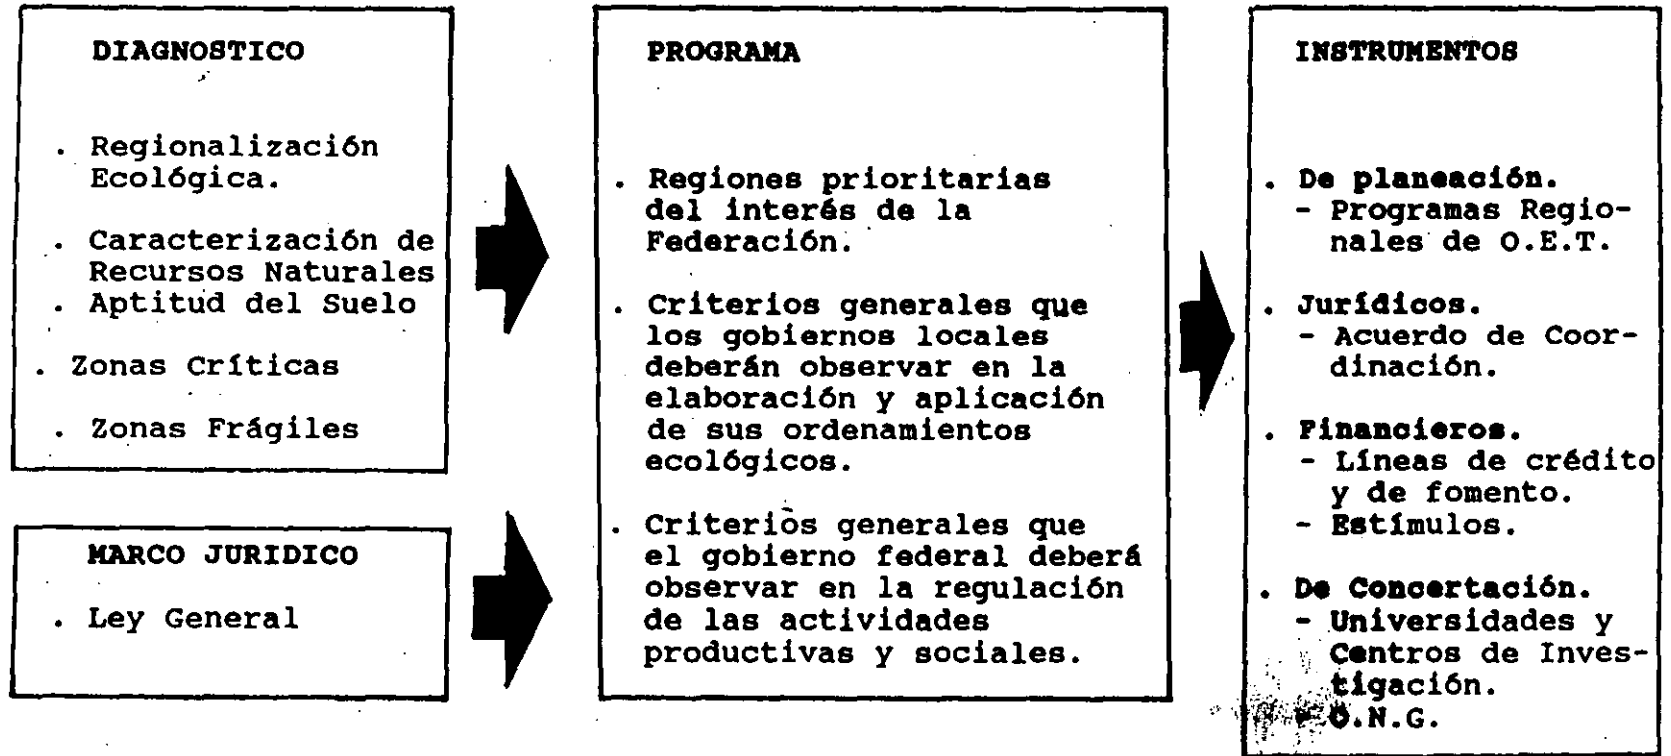 DIAGNOSTICO
. Regionalización
Ecológica.
. Caracterización de
Recursos Naturales
. Aptitud del Suelo
. Zonas Críticas
. Zonas Frágiles
MARCO JURIDICO
. Ley General
PROGRAMA
. Regiones prioritarias
del interés de la
Federación.
. Criterios generales que
los gobiernos locales
deberán observar en la
elaboración y aplicación
de sus ordenamientos
ecológicos.
. Criterios generales que
el gobierno federal deberá
observar en la regulación
de las actividades
productivas y sociales.
INSTRUMENTOS
. De planeación.
- Programas Regio-
nales de O.E.T.
. Jurídicos.
- Acuerdo de Coor-
dinación.
. Financieros.
- Líneas de crédito
y de fomento.
- Estímulos.
. De Concertación.
- Universidades y
Centros de Inves-
tigación.
- O.N.G.